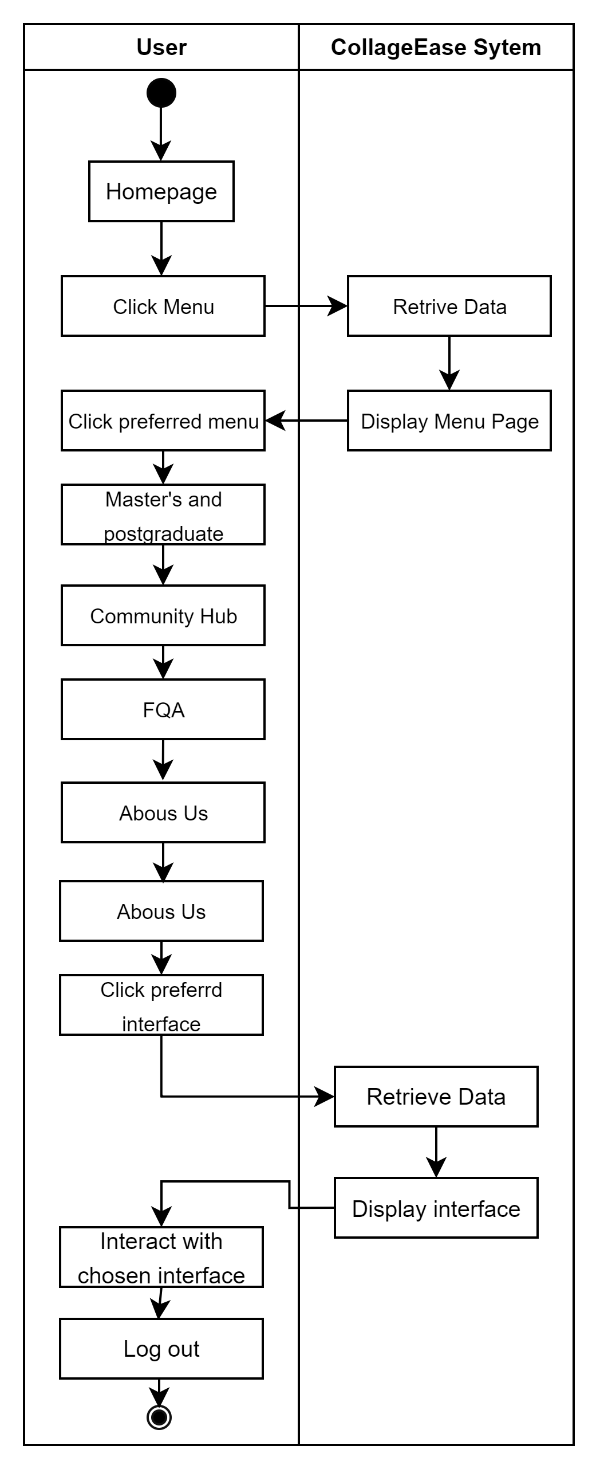 User
CollageEase Sytem
Homepage
Click Menu
Retrive Data
Click preferred menu
Display Menu Page
Master's and
postgraduate
Community Hub
FQA
Abous Us
Abous Us
Click preferrd
interface
Retrieve Data
Display interface
Interact with
chosen interface
Log out